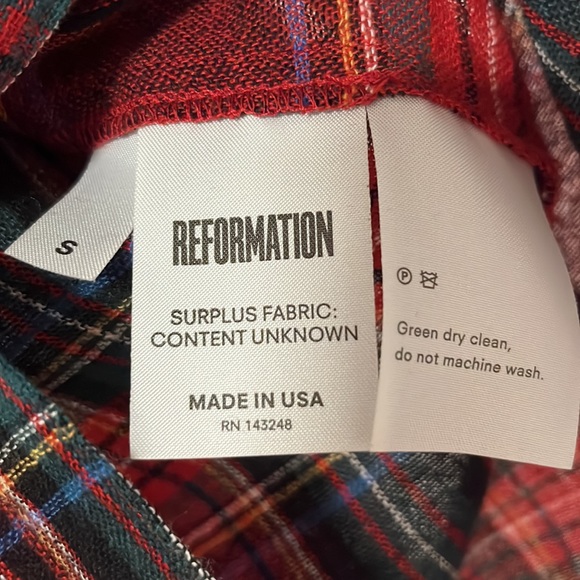 S
REFORMATION
SURPLUS FABRIC:
CONTENT UNKNOWN
MADE IN USA
RN 143248
P
Green dry clean,
do not machine wash.